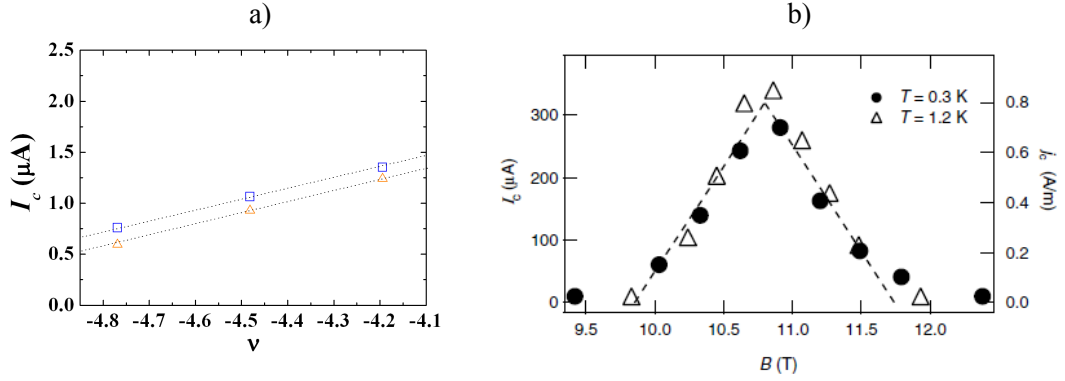 a)
2.5
2.0
1.5
1.0
0.5
0.0
I_c (μA)
-4.8 -4.7 -4.6 -4.5 -4.4 -4.3 -4.2 -4.1
ν
b)
T = 0.3 K
T = 1.2 K
300
200
100
0
I_c (μA)
0.8
0.6
0.4
0.2
0.0
j_c (A/m)
9.5 10.0 10.5 11.0 11.5 12.0
B (T)